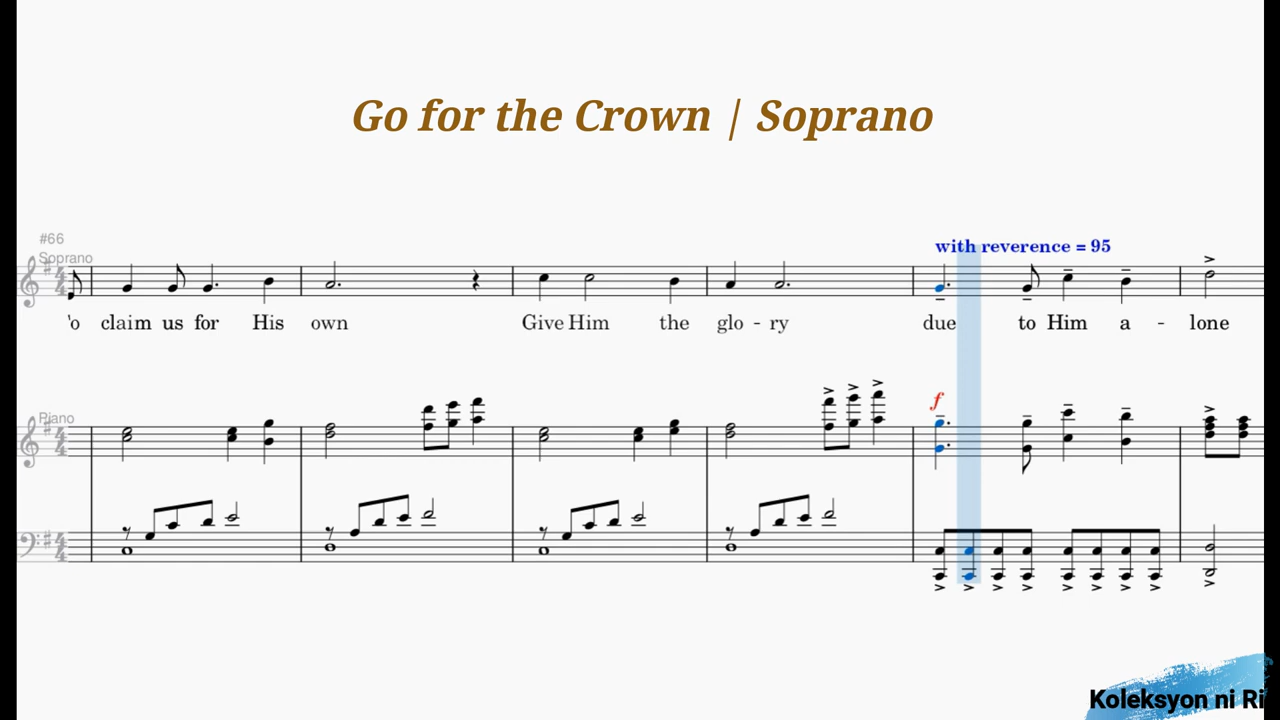 Go for the Crown | Soprano
#66
Soprano
with reverence = 95
'o claim us for His own Give Him the glo - ry due to Him a - lone
Piano
f
Koleksyon ni Ri